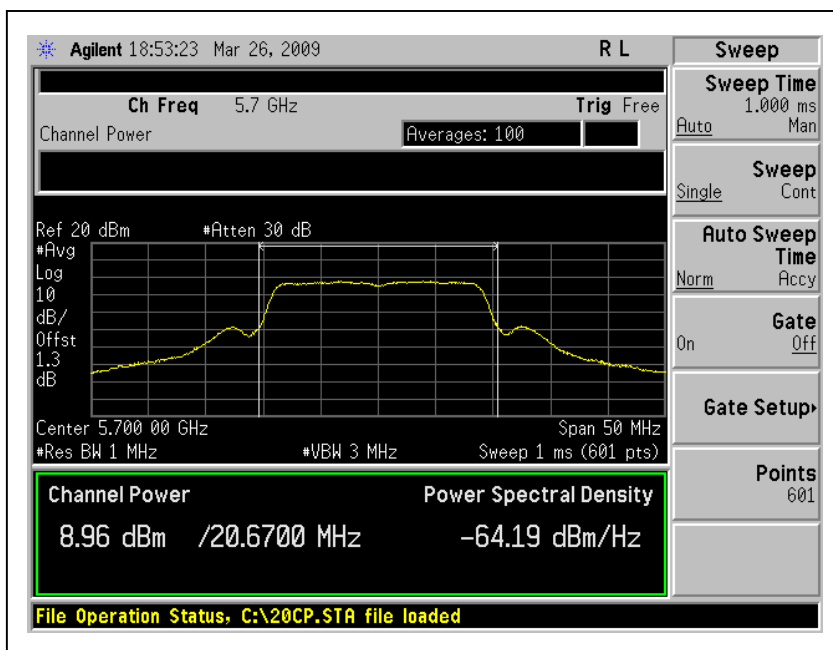 Agilent 18:53:23 Mar 26, 2009 R L
Ch Freq 5.7 GHz Trig Free
Channel Power Averages: 100
Ref 20 dBm #Atten 30 dB
#Avg
Log
10
dB/
Offst
1.3
dB
Center 5.700 00 GHz Span 50 MHz
#Res BW 1 MHz #VBW 3 MHz Sweep 1 ms (601 pts)
Channel Power Power Spectral Density
8.96 dBm /20.6700 MHz -64.19 dBm/Hz
File Operation Status, C:\20CP.STA file loaded
Sweep
Sweep Time
1.000 ms
Auto Man
Sweep
Single Cont
Auto Sweep
Time
Norm Accy
Gate
On Off
Gate Setup
Points
601